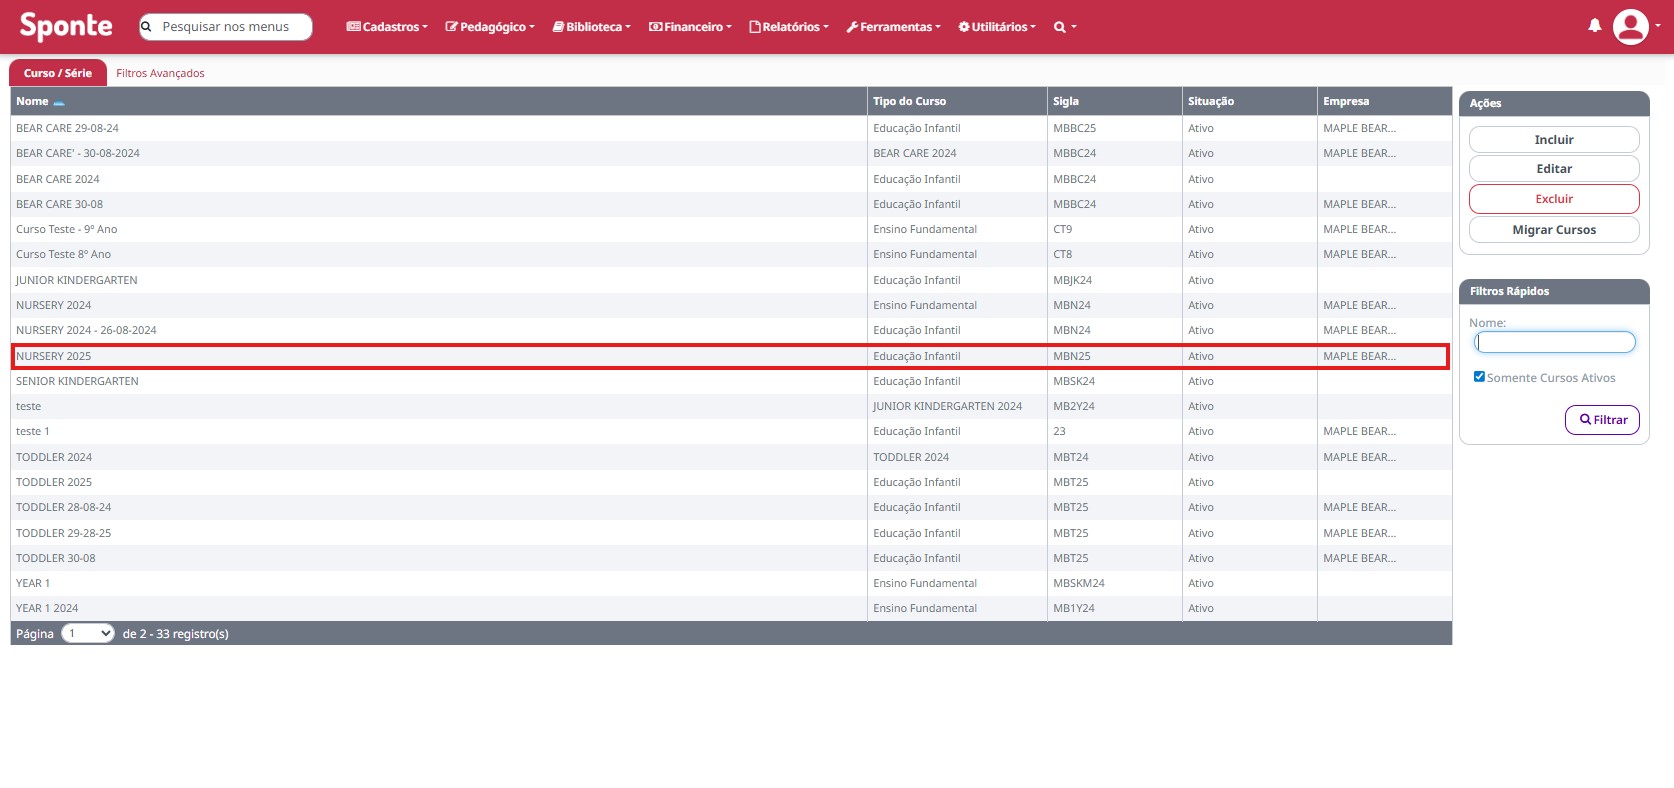 Sponte
Pesquisar nos menus
Cadastros
Pedagógico
Biblioteca
Financeiro
Relatórios
Ferramentas
Utilitários
Curso / Série
Filtros Avançados
Nome Tipo do Curso Sigla Situação Empresa
BEAR CARE 29-08-24 Educação Infantil MBBC25 Ativo MAPLE BEAR...
BEAR CARE' - 30-08-2024 BEAR CARE 2024 MBBC24 Ativo MAPLE BEAR...
BEAR CARE 2024 Educação Infantil MBBC24 Ativo
BEAR CARE 30-08 Educação Infantil MBBC24 Ativo MAPLE BEAR...
Curso Teste - 9º Ano Ensino Fundamental CT9 Ativo MAPLE BEAR...
Curso Teste 8º Ano Ensino Fundamental CT8 Ativo MAPLE BEAR...
JUNIOR KINDERGARTEN Educação Infantil MBJK24 Ativo
NURSERY 2024 Ensino Fundamental MBN24 Ativo MAPLE BEAR...
NURSERY 2024 - 26-08-2024 Educação Infantil MBN24 Ativo MAPLE BEAR...
NURSERY 2025 Educação Infantil MBN25 Ativo MAPLE BEAR...
SENIOR KINDERGARTEN Educação Infantil MBSK24 Ativo
teste JUNIOR KINDERGARTEN 2024 MB2Y24 Ativo
teste 1 Educação Infantil 23 Ativo MAPLE BEAR...
TODDLER 2024 TODDLER 2024 MBT24 Ativo MAPLE BEAR...
TODDLER 2025 Educação Infantil MBT25 Ativo
TODDLER 28-08-24 Educação Infantil MBT25 Ativo MAPLE BEAR...
TODDLER 29-28-25 Educação Infantil MBT25 Ativo MAPLE BEAR...
TODDLER 30-08 Educação Infantil MBT25 Ativo MAPLE BEAR...
YEAR 1 Ensino Fundamental MBSKM24 Ativo
YEAR 1 2024 Ensino Fundamental MB1Y24 Ativo
Página 1 de 2 - 33 registro(s)
Ações
Incluir
Editar
Excluir
Migrar Cursos
Filtros Rápidos
Nome:
Somente Cursos Ativos
Filtrar